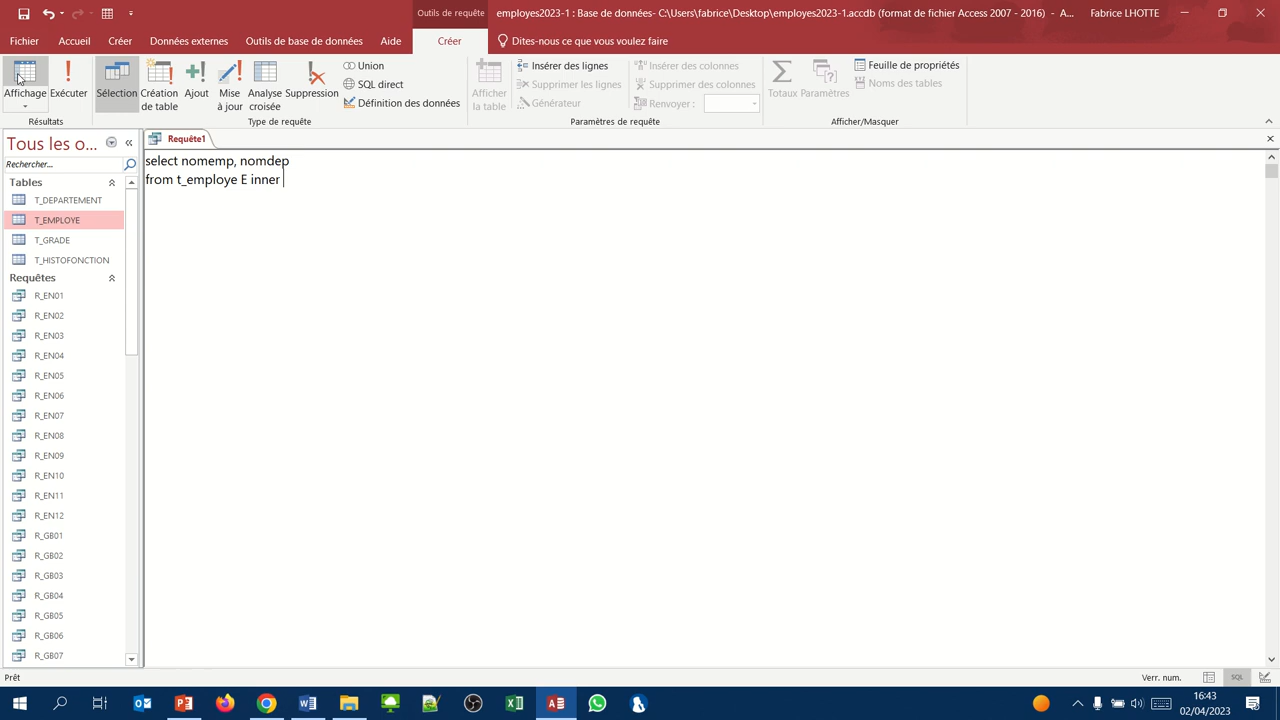 Outils de requête
employes2023-1 : Base de données- C:\Users\fabrice\Desktop\employes2023-1.accdb (format de fichier Access 2007 - 2016) - A...
Fabrice LHOTTE
Fichier
Accueil
Créer
Données externes
Outils de base de données
Aide
Créer
Dites-nous ce que vous voulez faire
Affichage
Exécuter
Sélection
Création
de table
Ajout
Mise
à jour
Analyse
croisée
Suppression
Union
SQL direct
Définition des données
Afficher
la table
Insérer des lignes
Supprimer les lignes
Générateur
Insérer des colonnes
Supprimer des colonnes
Renvoyer :
Totaux
Paramètres
Feuille de propriétés
Noms des tables
Résultats
Type de requête
Paramètres de requête
Afficher/Masquer
Tous les o...
Rechercher...
Tables
T_DEPARTEMENT
T_EMPLOYE
T_GRADE
T_HISTOFONCTION
Requêtes
R_EN01
R_EN02
R_EN03
R_EN04
R_EN05
R_EN06
R_EN07
R_EN08
R_EN09
R_EN10
R_EN11
R_EN12
R_GB01
R_GB02
R_GB03
R_GB04
R_GB05
R_GB06
R_GB07
Requête1
select nomemp, nomdep
from t_employe E inner
Prêt
Verr. num.
SQL
16:43
02/04/2023